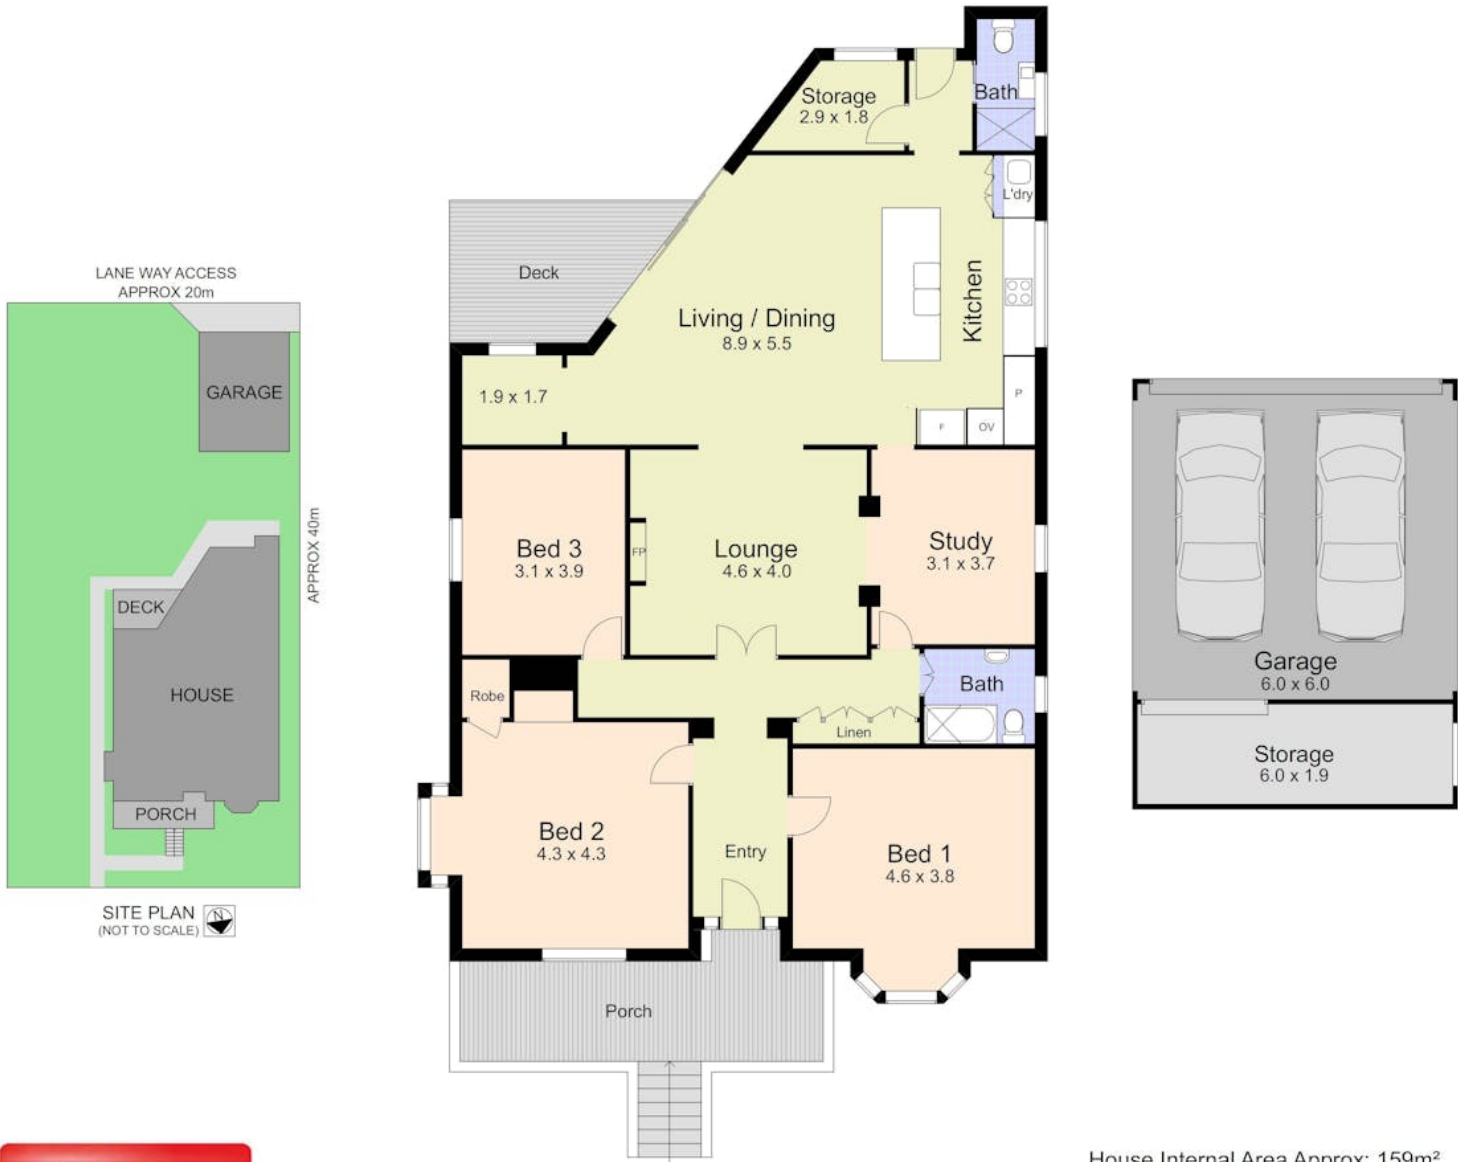 LANE WAY ACCESS
APPROX 20m
GARAGE
APPROX 40m
DECK
HOUSE
PORCH
SITE PLAN
(NOT TO SCALE)
N
Storage
2.9 x 1.8
Bath
L'dry
Deck
Living / Dining
8.9 x 5.5
Kitchen
1.9 x 1.7
P
F
OV
Bed 3
3.1 x 3.9
FP
Lounge
4.6 x 4.0
Study
3.1 x 3.7
Robe
Bath
Linen
Bed 2
4.3 x 4.3
Entry
Bed 1
4.6 x 3.8
Porch
Garage
6.0 x 6.0
Storage
6.0 x 1.9
House Internal Area Approx: 159m²